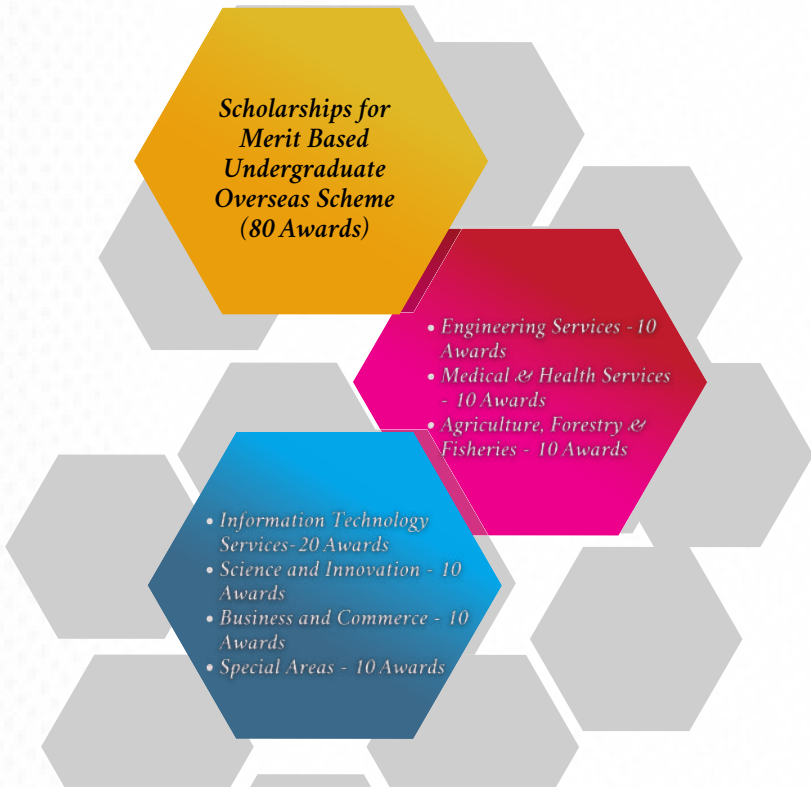 Scholarships for
Merit Based
Undergraduate
Overseas Scheme
(80 Awards)
• Engineering Services -10
Awards
• Medical & Health Services
- 10 Awards
• Agriculture, Forestry &
Fisheries - 10 Awards
• Information Technology
Services- 20 Awards
• Science and Innovation - 10
Awards
• Business and Commerce - 10
Awards
• Special Areas - 10 Awards